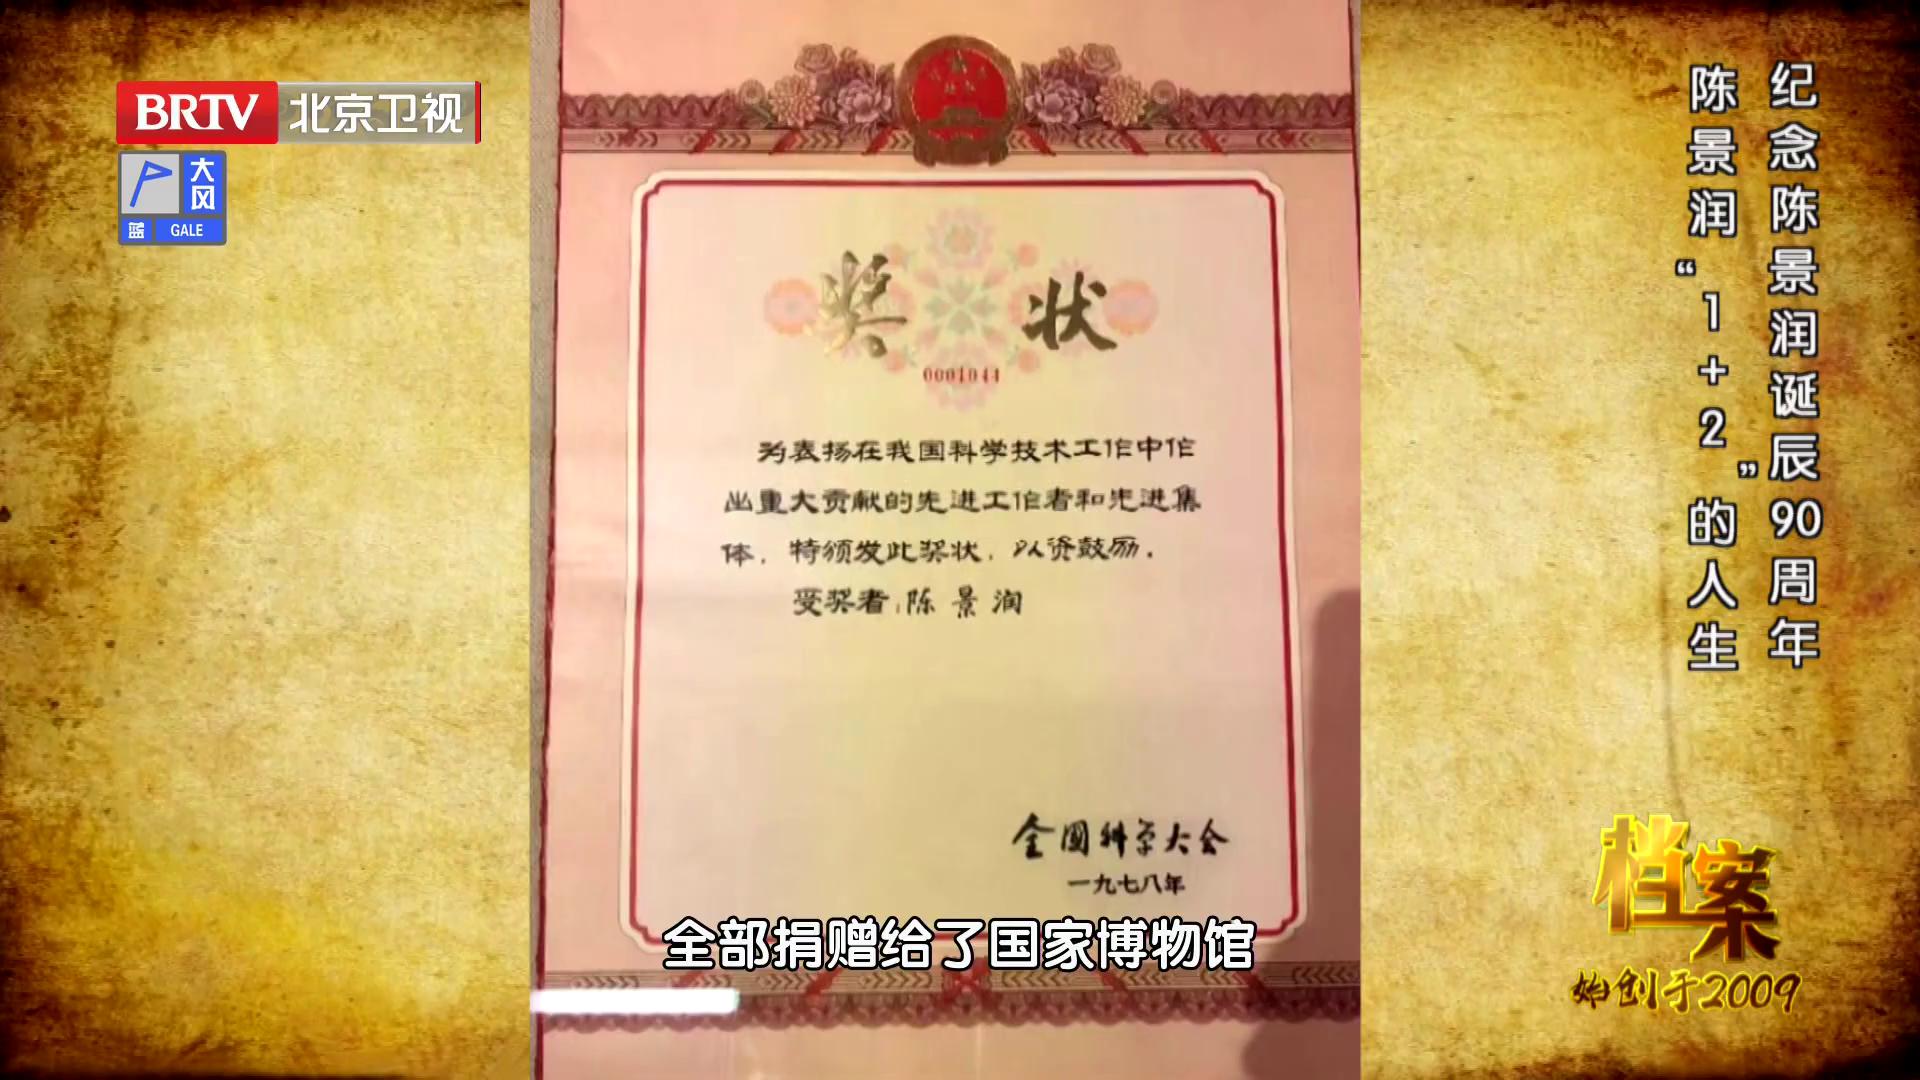 BRTV 北京卫视
大风
蓝 GALE
纪念陈景润诞辰90周年
陈景润“1+2”的人生
奖状
0001044
为表扬在我国科学技术工作中作
出重大贡献的先进工作者和先进集
体，特颁发此奖状，以资鼓励。
受奖者：陈景润
全国科学大会
一九七八年
全部捐赠给了国家博物馆
档案
始创于2009